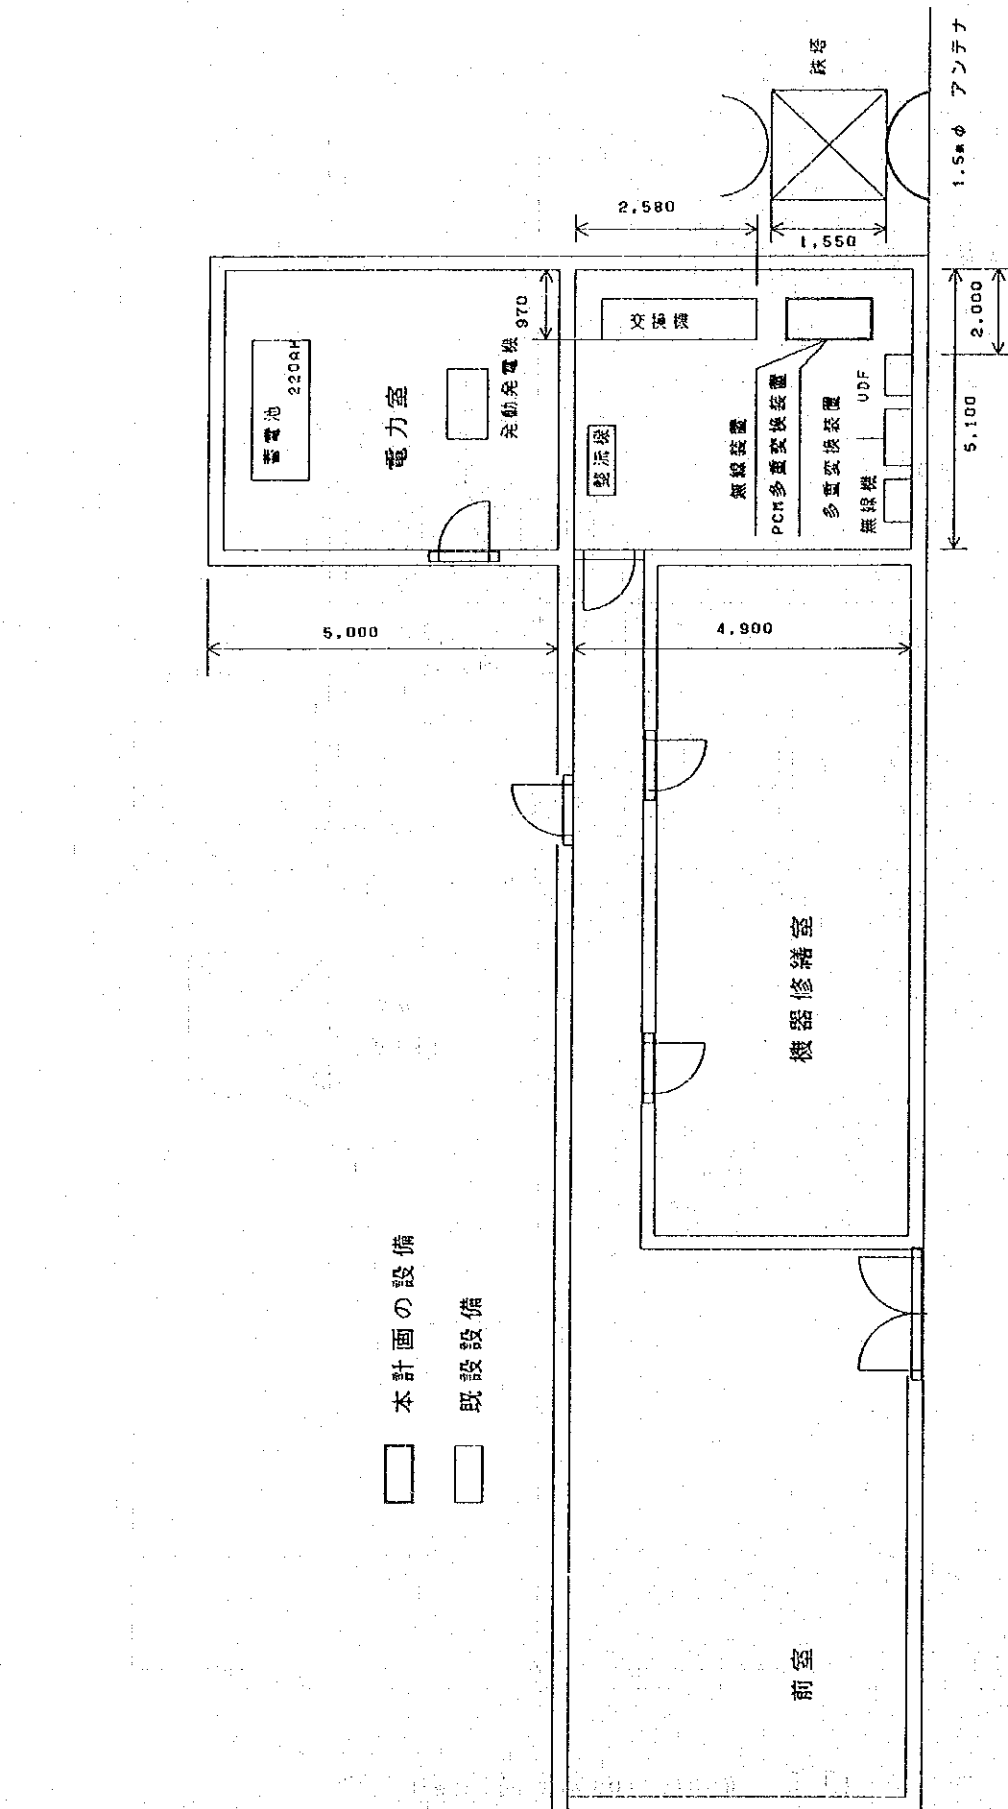 鉄塔
1.5mφ アンテナ
2,580
1,550
970
2,000
5,100
蓄電池 220AH
電力室
発動発電機
交換機
整流機
無線装置
PCM多重変換装置
多重変換装置
無線機
VDF
5,000
4,900
機器修繕室
本計画の設備
既設設備
前室